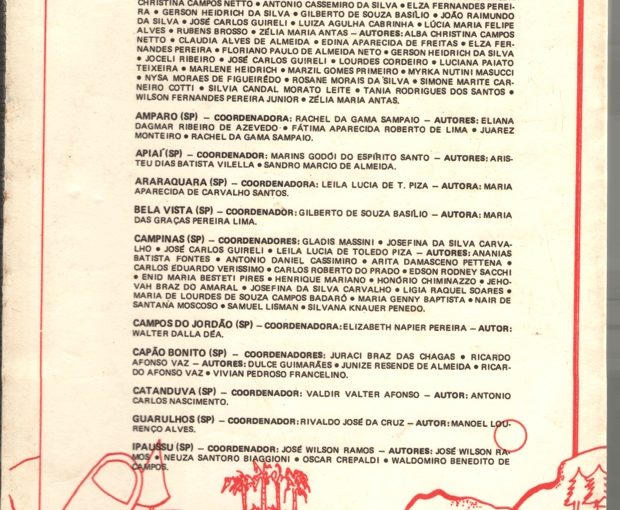 CHRISTINA CAMPOS NETTO ● ANTONIO CASSEMIRO DA SILVA ● ELZA FERNANDES PEREI-
RA ● GERSON HEIDRICH DA SILVA ● GILBERTO DE SOUZA BASÍLIO ● JOÃO RAIMUNDO
DA SILVA ● JOSÉ CARLOS GUIRELI ● LUIZA AGULHA CABRINHA ● LÚCIA MARIA FELIPE
ALVES ● RUBENS BROSSO ● ZÉLIA MARIA ANTAS – AUTORES: ALBA CHRISTINA CAMPOS
NETTO ● CLAUDIA ALVES DE ALMEIDA ● EDINA APARECIDA DE FREITAS ● ELZA FER-
NANDES PEREIRA ● FLORIANO PAULO DE ALMEIDA NETO ● GERSON HEIDRICH DA SILVA
● JOCELI RIBEIRO ● JOSÉ CARLOS GUIRELI ● LOURDES CORDEIRO ● LUCIANA PAIATO
TEIXEIRA ● MARLENE HEIDRICH ● MARZIL GOMES PRIMEIRO ● MYRKA NUTINI MASUCCI
● NYSA MORAES DE FIGUEIRÊDO ● ROSANE MORAIS DA SILVA ● SIMONE MARITE CAR-
NEIRO COTTI ● SILVIA CANDAL MORATO LEITE ● TANIA RODRIGUES DOS SANTOS ●
WILSON FERNANDES PEREIRA JUNIOR ● ZÉLIA MARIA ANTAS.
AMPARO (SP) – COORDENADORA: RACHEL DA GAMA SAMPAIO – AUTORES: ELIANA
DAGMAR RIBEIRO DE AZEVEDO ● FÁTIMA APARECIDA ROBERTO DE LIMA ● JUAREZ
MONTEIRO ● RACHEL DA GAMA SAMPAIO.
APIAÍ (SP) – COORDENADOR: MARINS GODÓI DO ESPÍRITO SANTO – AUTORES: ARIS-
TEU DIAS BATISTA VILELLA ● SANDRO MARCIO DE ALMEIDA.
ARARAQUARA (SP) – COORDENADORA: LEILA LUCIA DE T. PIZA – AUTORA: MARIA
APARECIDA DE CARVALHO SANTOS.
BELA VISTA (SP) – COORDENADOR: GILBERTO DE SOUZA BASÍLIO – AUTORA: MARIA
DAS GRAÇAS PEREIRA LIMA.
CAMPINAS (SP) – COORDENADORES: GLADIS MASSINI ● JOSEFINA DA SILVA CARVA-
LHO ● JOSÉ CARLOS GUIRELI ● LEILA LUCIA DE TOLEDO PIZA – AUTORES: ANANIAS
BATISTA FONTES ● ANTONIO DANIEL CASSIMIRO ● ARITA DAMASCENO PETTENA ●
CARLOS EDUARDO VERISSIMO ● CARLOS ROBERTO DO PRADO ● EDSON RODNEY SACCHI
● ENID MARIA BESTETI PIRES ● HENRIQUE MARIANO ● HONÓRIO CHIMINAZZO ● JEHO-
VAH BRAZ DO AMARAL ● JOSEFINA DA SILVA CARVALHO ● LIGIA RAQUEL SOARES ●
MARIA DE LOURDES DE SOUZA CAMPOS BADARÓ ● MARIA GENNY BAPTISTA ● NAIR DE
SANTANA MOSCOSO ● SAMUEL LISMAN ● SILVANA KNAUER PENEDO.
CAMPOS DO JORDÃO (SP) – COORDENADORA: ELIZABETH NAPIER PEREIRA – AUTOR:
WALTER DALLA DÉA.
CAPÃO BONITO (SP) – COORDENADORES: JURACI BRAZ DAS CHAGAS ● RICARDO
AFONSO VAZ – AUTORES: DULCE GUIMARÃES ● JUNIZE RESENDE DE ALMEIDA ● RICAR-
DO AFONSO VAZ ● VIVIAN PEDROSO FRANCELINO.
CATANDUVA (SP) – COORDENADOR: VALDIR VALTER AFONSO – AUTOR: ANTONIO
CARLOS NASCIMENTO.
GUARULHOS (SP) – COORDENADOR: RIVALDO JOSÉ DA CRUZ – AUTOR: MANOEL LOU-
RENÇO ALVES.
IPAUSSU (SP) – COORDENADOR: JOSÉ WILSON RAMOS – AUTORES: JOSÉ WILSON RA-
MOS ● NEUZA SANTORO BIAGGIONI ● OSCAR CREPALDI ● WALDOMIRO BENEDITO DE
CAMPOS.